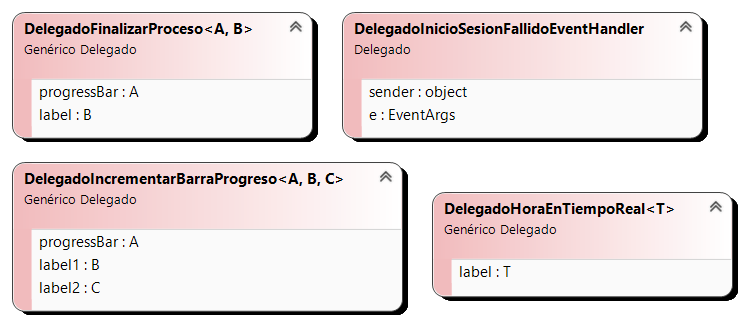 DelegadoFinalizarProceso<A, B>
Genérico Delegado
progressBar : A
label : B
DelegadoInicioSesionFallidoEventHandler
Delegado
sender : object
e : EventArgs
DelegadoIncrementarBarraProgreso<A, B, C>
Genérico Delegado
progressBar : A
label1 : B
label2 : C
DelegadoHoraEnTiempoReal<T>
Genérico Delegado
label : T